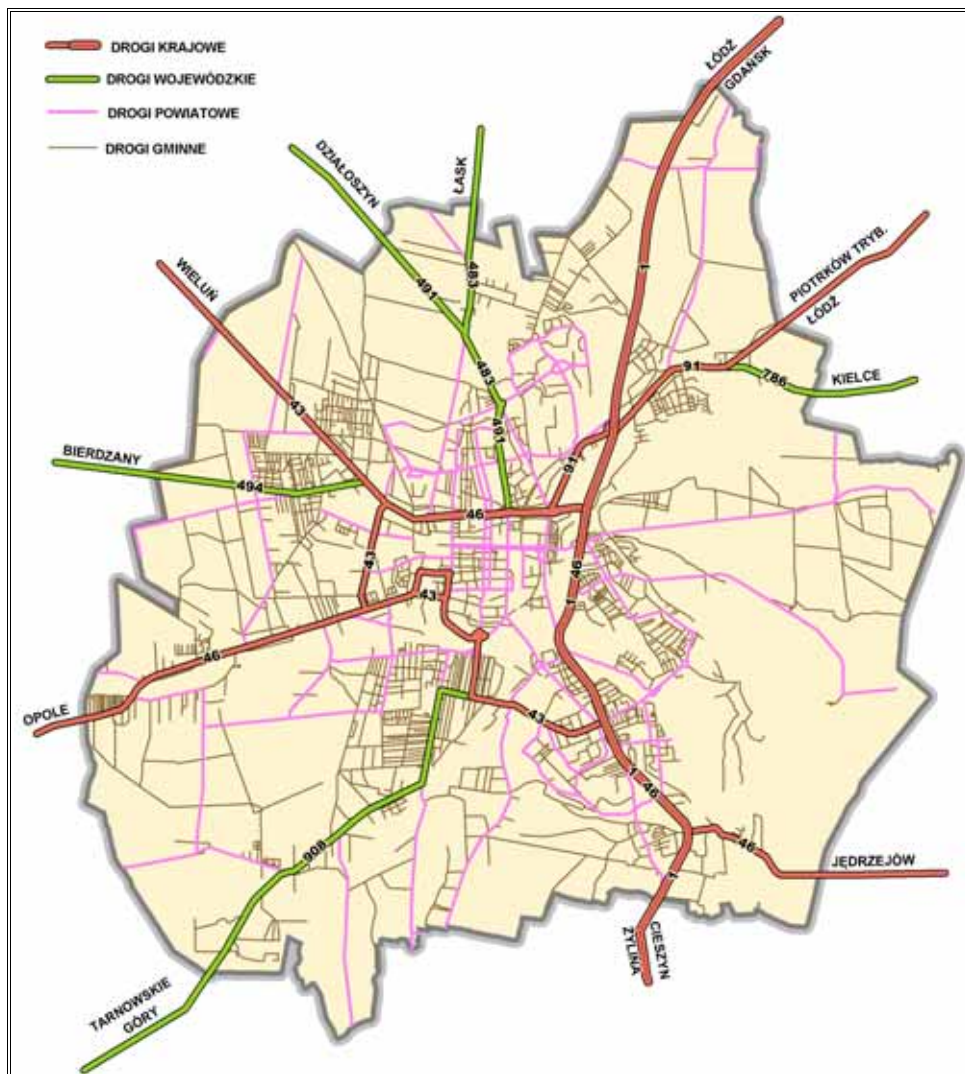 DROGI KRAJOWE
DROGI WOJEWÓDZKIE
DROGI POWIATOWE
DROGI GMINNE
ŁÓDŹ
GDAŃSK
DZIAŁOSZYN
ŁASK
WIELUŃ
PIOTRKÓW TRYB.
ŁÓDŹ
1
483
491
43
483
91
786
KIELCE
BIERDZANY
494
491
91
46
43
46
1
43
46
OPOLE
43
1
46
908
46
JĘDRZEJÓW
1
CIESZYN
ŻYLINA
TARNOWSKIE
GÓRY